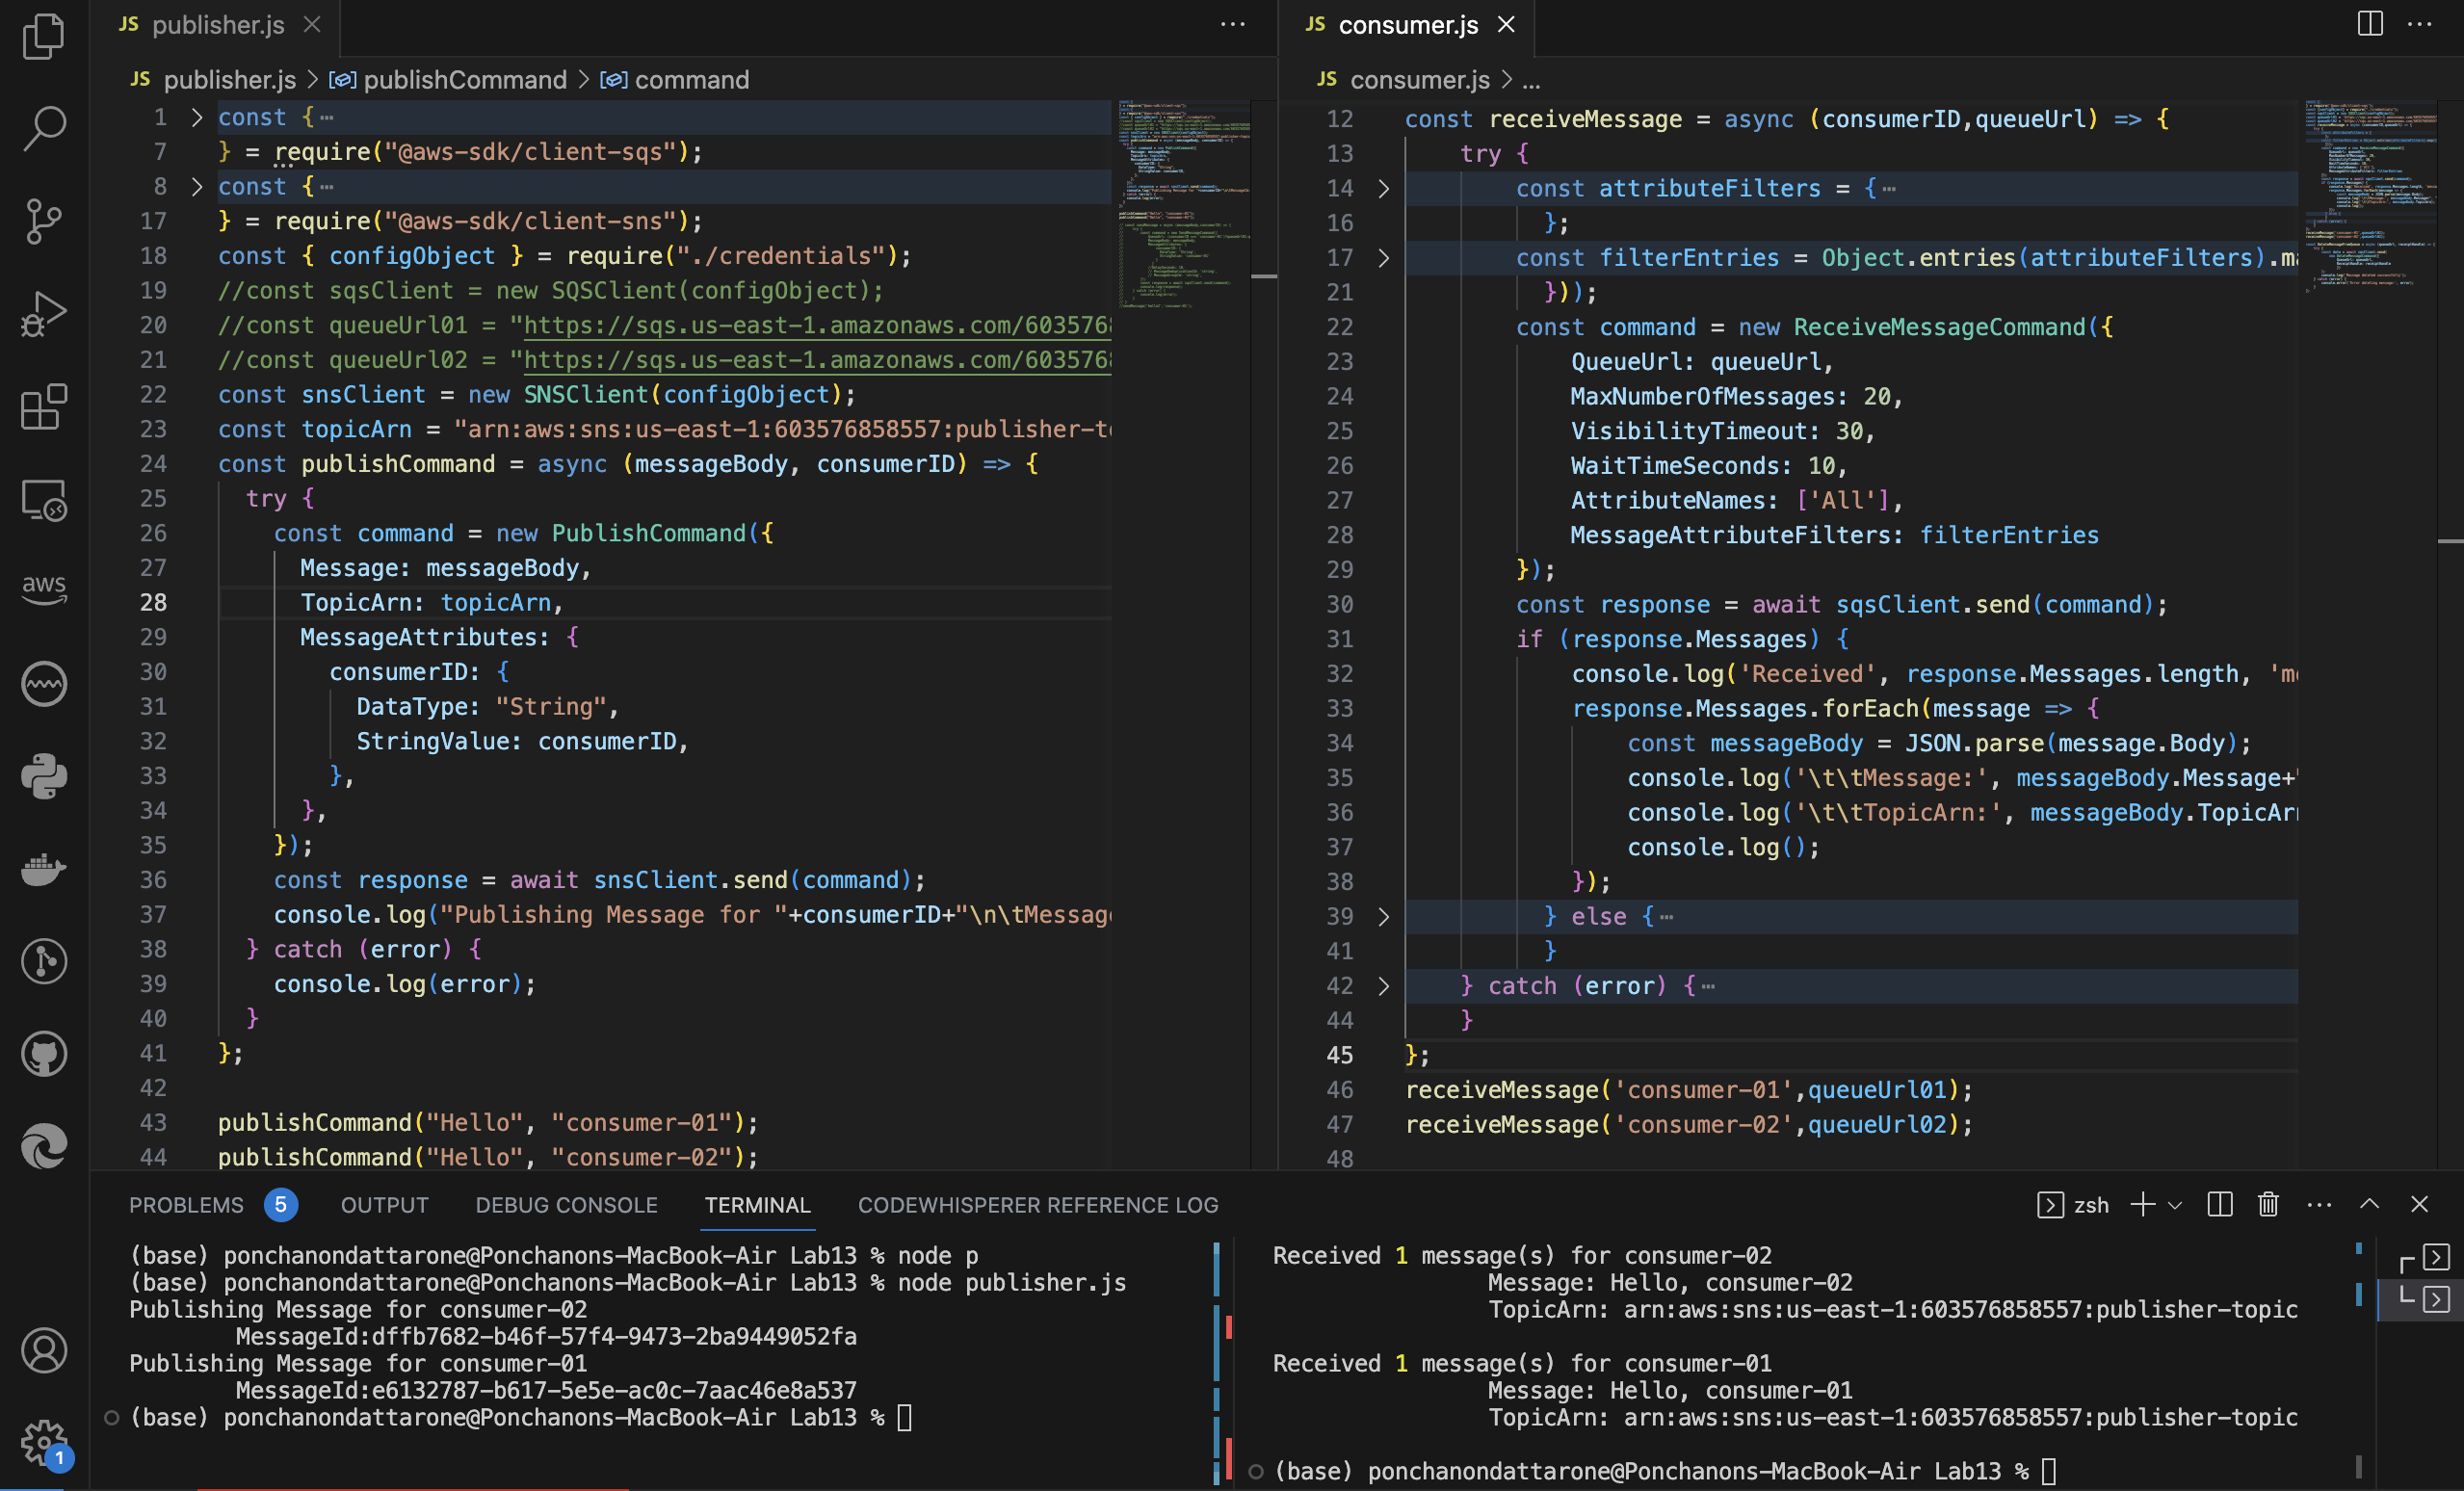 JS publisher.js
JS publisher.js > publishCommand > command
1 const {
7 } = require("@aws-sdk/client-sqs");
8 const {
17 } = require("@aws-sdk/client-sns");
18 const { configObject } = require("./credentials");
19 //const sqsClient = new SQSClient(configObject);
20 //const queueUrl01 = "https://sqs.us-east-1.amazonaws.com/603576
21 //const queueUrl02 = "https://sqs.us-east-1.amazonaws.com/603576
22 const snsClient = new SNSClient(configObject);
23 const topicArn = "arn:aws:sns:us-east-1:603576858557:publisher-t
24 const publishCommand = async (messageBody, consumerID) => {
25 try {
26 const command = new PublishCommand({
27 Message: messageBody,
28 TopicArn: topicArn,
29 MessageAttributes: {
30 consumerID: {
31 DataType: "String",
32 StringValue: consumerID,
33 },
34 },
35 });
36 const response = await snsClient.send(command);
37 console.log("Publishing Message for "+consumerID+"\n\tMessag
38 } catch (error) {
39 console.log(error);
40 }
41 };
42
43 publishCommand("Hello", "consumer-01");
44 publishCommand("Hello", "consumer-02");
JS consumer.js
JS consumer.js > ...
12 const receiveMessage = async (consumerID,queueUrl) => {
13 try {
14 const attributeFilters = {
16 };
17 const filterEntries = Object.entries(attributeFilters).m
21 }));
22 const command = new ReceiveMessageCommand({
23 QueueUrl: queueUrl,
24 MaxNumberOfMessages: 20,
25 VisibilityTimeout: 30,
26 WaitTimeSeconds: 10,
27 AttributeNames: ['All'],
28 MessageAttributeFilters: filterEntries
29 });
30 const response = await sqsClient.send(command);
31 if (response.Messages) {
32 console.log('Received', response.Messages.length, 'm
33 response.Messages.forEach(message => {
34 const messageBody = JSON.parse(message.Body);
35 console.log('\t\tMessage:', messageBody.Message+
36 console.log('\t\tTopicArn:', messageBody.TopicAr
37 console.log();
38 });
39 } else {
41 }
42 } catch (error) {
44 }
45 };
46 receiveMessage('consumer-01',queueUrl01);
47 receiveMessage('consumer-02',queueUrl02);
48
aws
1
PROBLEMS 5 OUTPUT DEBUG CONSOLE TERMINAL CODEWHISPERER REFERENCE LOG zsh
(base) ponchanondattarone@Ponchanons-MacBook-Air Lab13 % node p
(base) ponchanondattarone@Ponchanons-MacBook-Air Lab13 % node publisher.js
Publishing Message for consumer-02
MessageId:dffb7682-b46f-57f4-9473-2ba9449052fa
Publishing Message for consumer-01
MessageId:e6132787-b617-5e5e-ac0c-7aac46e8a537
(base) ponchanondattarone@Ponchanons-MacBook-Air Lab13 %
Received 1 message(s) for consumer-02
Message: Hello, consumer-02
TopicArn: arn:aws:sns:us-east-1:603576858557:publisher-topic
Received 1 message(s) for consumer-01
Message: Hello, consumer-01
TopicArn: arn:aws:sns:us-east-1:603576858557:publisher-topic
(base) ponchanondattarone@Ponchanons-MacBook-Air Lab13 %